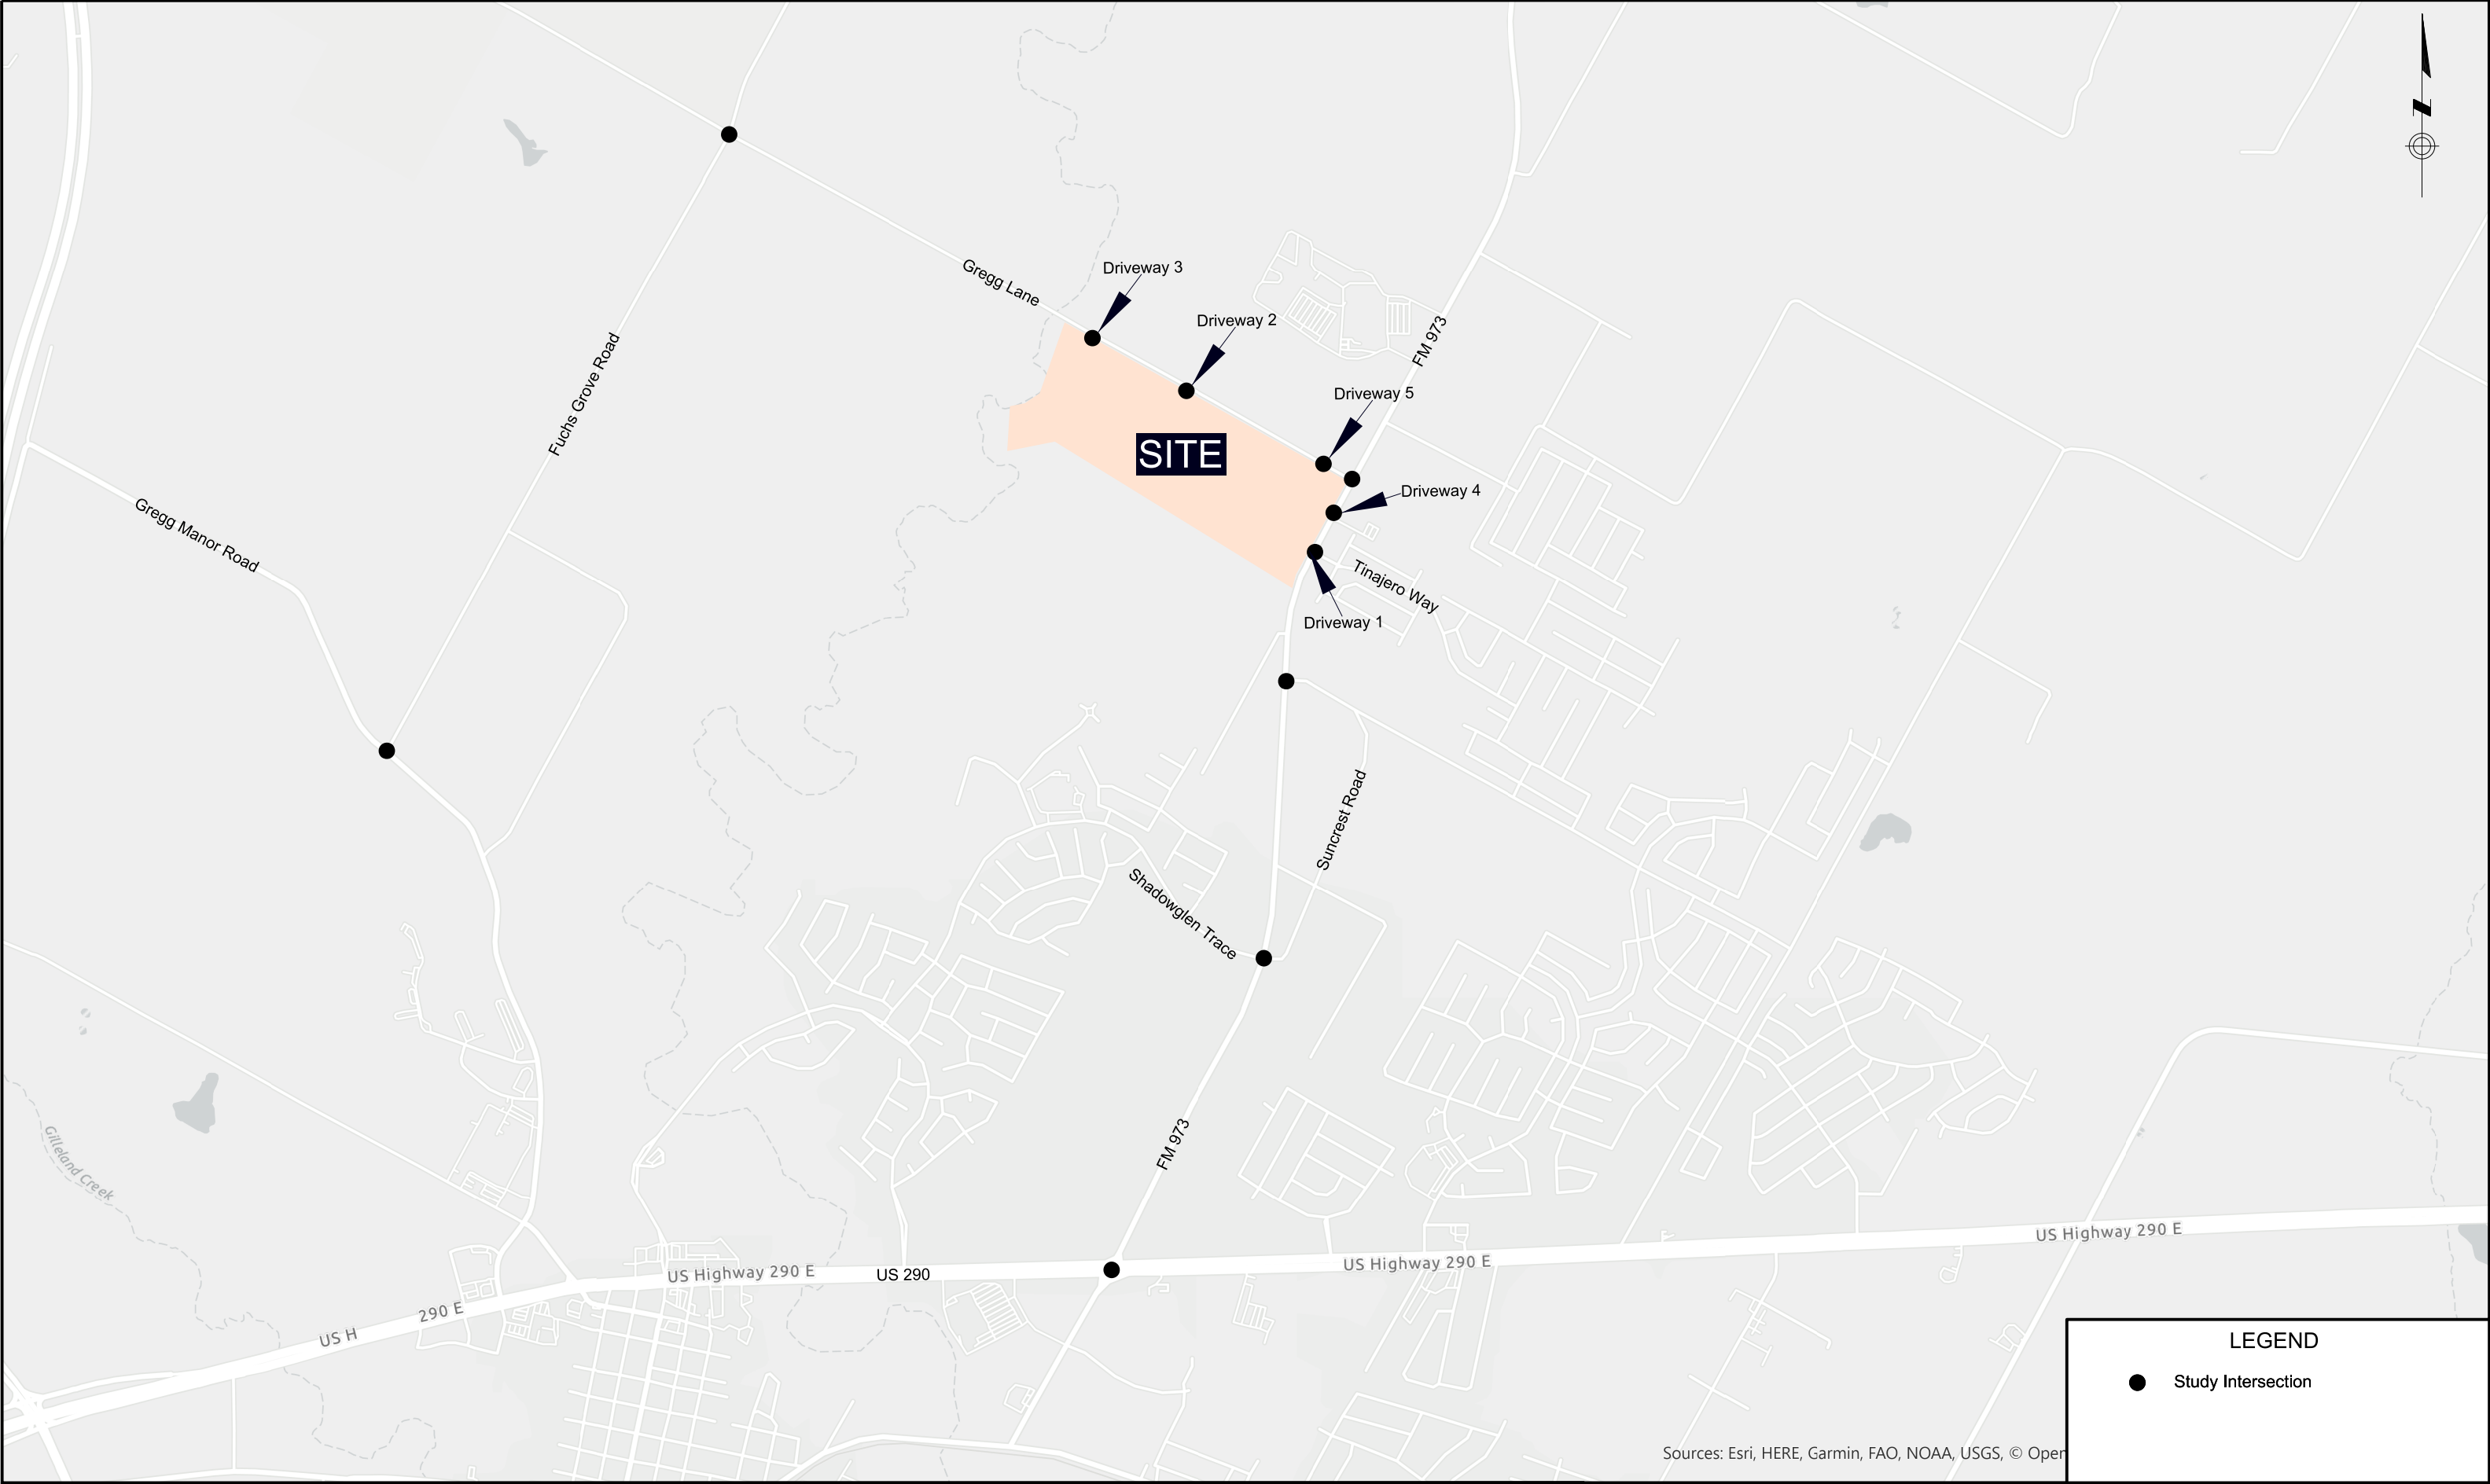 N
Driveway 3
Gregg Lane
Driveway 2
FM 973
Fuchs Grove Road
Driveway 5
SITE
Driveway 4
Gregg Manor Road
Tinajero Way
Driveway 1
Suncrest Road
Shadowglen Trace
FM 973
Gilleland Creek
US Highway 290 E
US Highway 290 E
US 290
US Highway 290 E
US H
290 E
LEGEND
Study Intersection
Sources: Esri, HERE, Garmin, FAO, NOAA, USGS, © Open